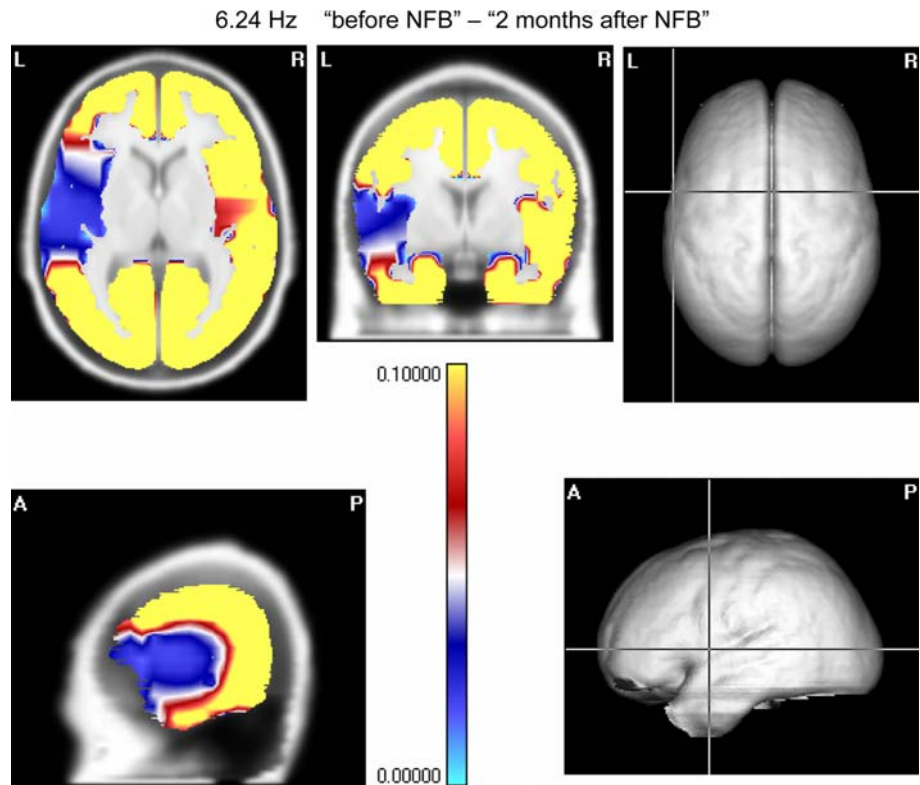 6.24 Hz “before NFB” – “2 months after NFB”
L R
L R
L R
0.10000
A P
A P
0.00000